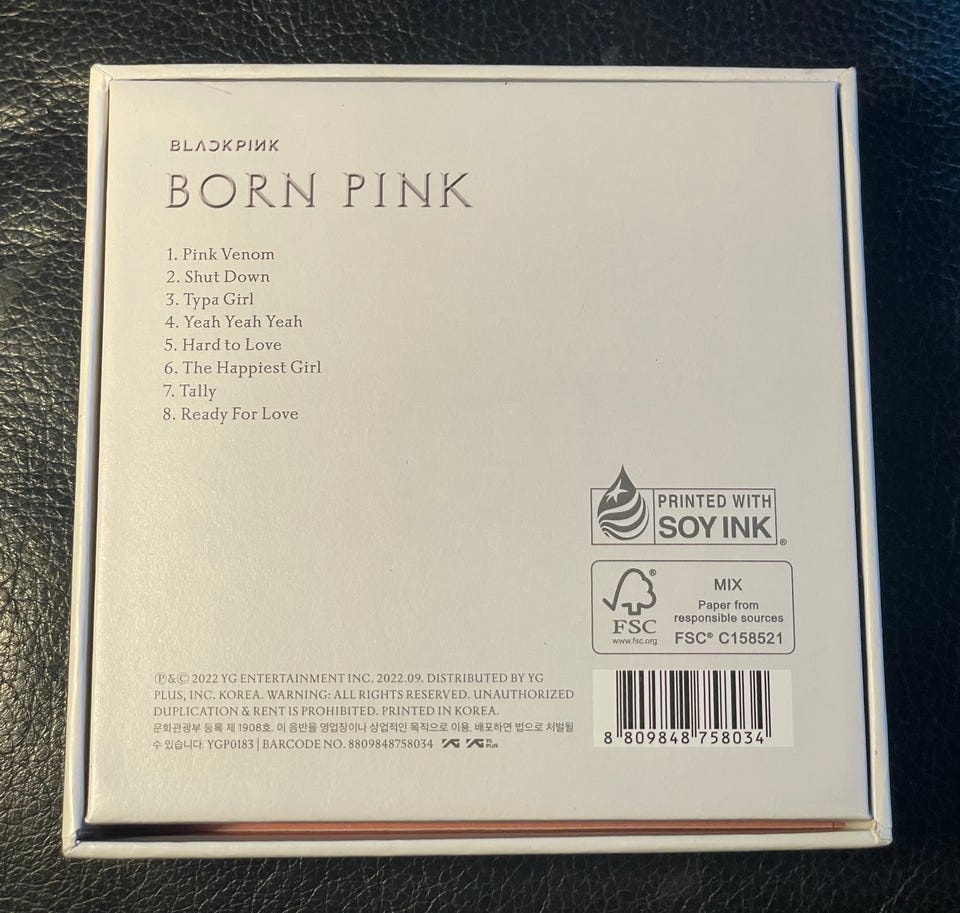 BLACKPINK
BORN PINK
1. Pink Venom
2. Shut Down
3. Typa Girl
4. Yeah Yeah Yeah
5. Hard to Love
6. The Happiest Girl
7. Tally
8. Ready For Love
PRINTED WITH
SOY INK®
FSC®
www.fsc.org
MIX
Paper from
responsible sources
FSC® C158521
℗&© 2022 YG ENTERTAINMENT INC. 2022.09. DISTRIBUTED BY YG
PLUS, INC. KOREA. WARNING: ALL RIGHTS RESERVED. UNAUTHORIZED
DUPLICATION & RENT IS PROHIBITED. PRINTED IN KOREA.
문화관광부 등록 제 1908호. 이 음반을 영업장이나 상업적인 목적으로 이용, 배포하면 법으로 처벌될
수 있습니다. YGP0183 | BARCODE NO. 8809848758034 YG YG YG PLUS
8 809848 758034